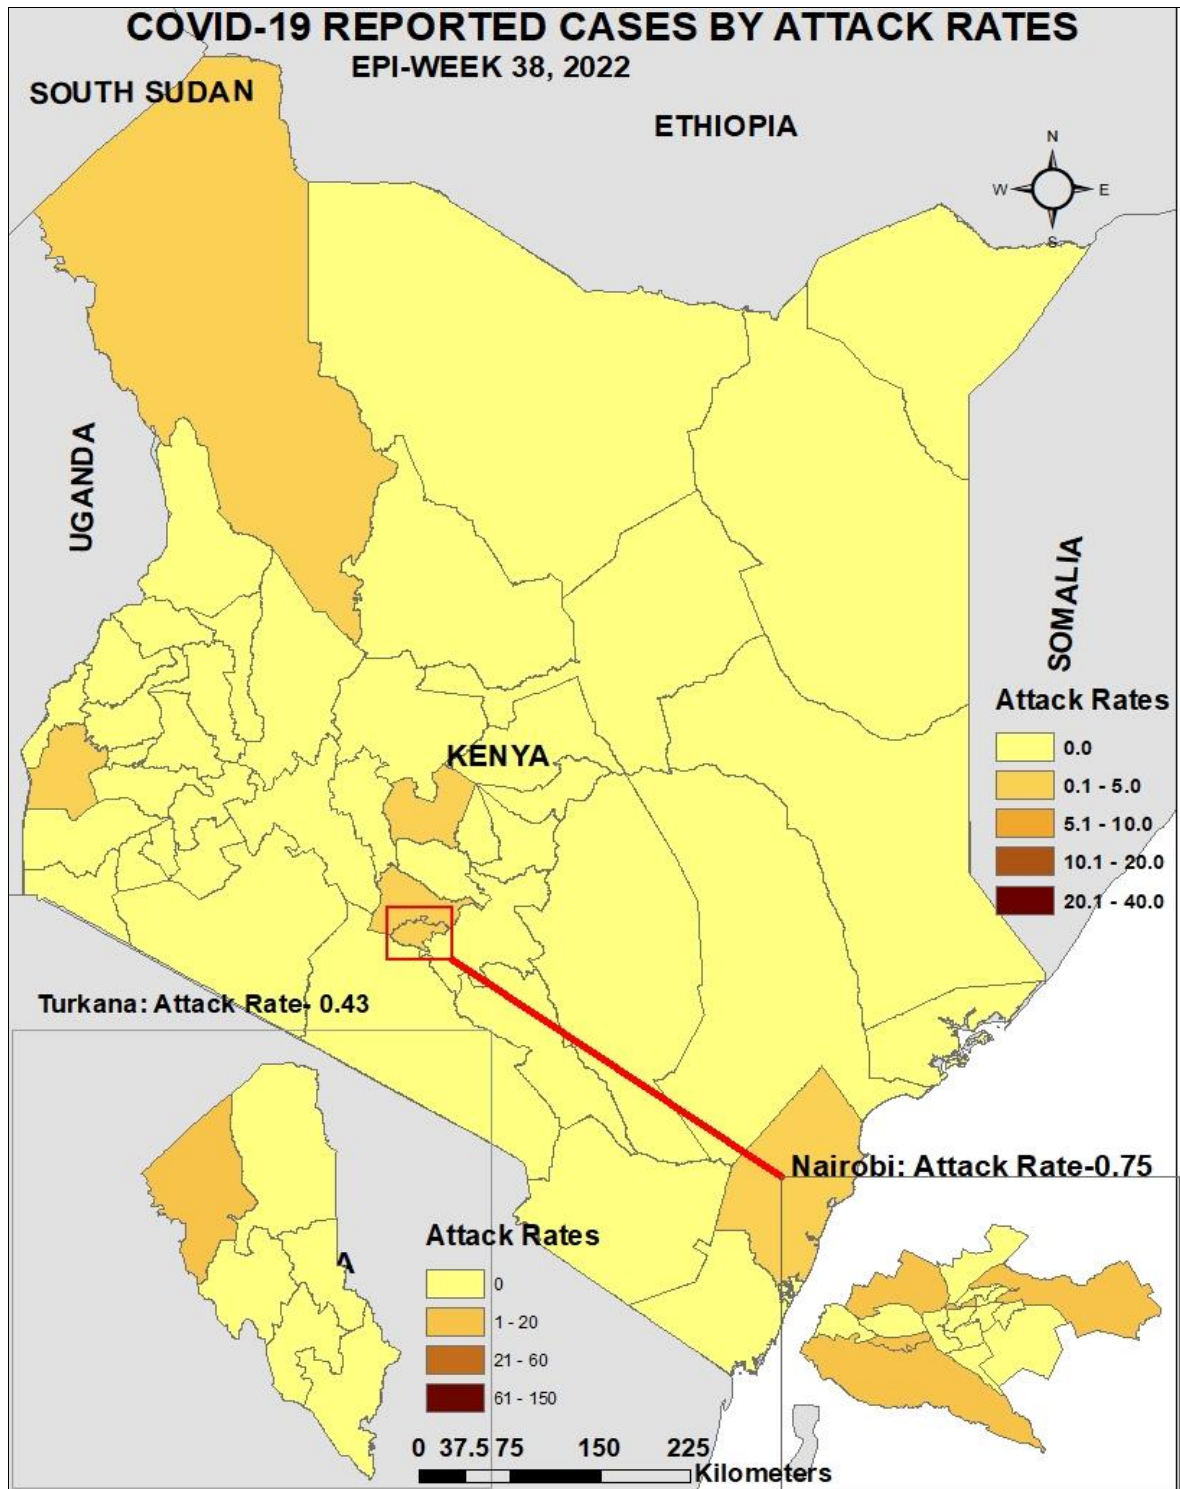 COVID-19 REPORTED CASES BY ATTACK RATES
EPI-WEEK 38, 2022
SOUTH SUDAN
ETHIOPIA
N
W E
S
UGANDA
SOMALIA
KENYA
Attack Rates
0.0
0.1 - 5.0
5.1 - 10.0
10.1 - 20.0
20.1 - 40.0
Turkana: Attack Rate- 0.43
Nairobi: Attack Rate-0.75
A
Attack Rates
0
1 - 20
21 - 60
61 - 150
0 37.5 75 150 225
Kilometers